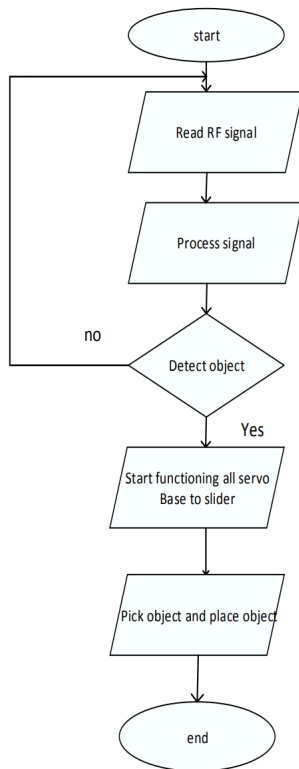 start
Read RF signal
Process signal
no
Detect object
Yes
Start functioning all servo
Base to slider
Pick object and place object
end